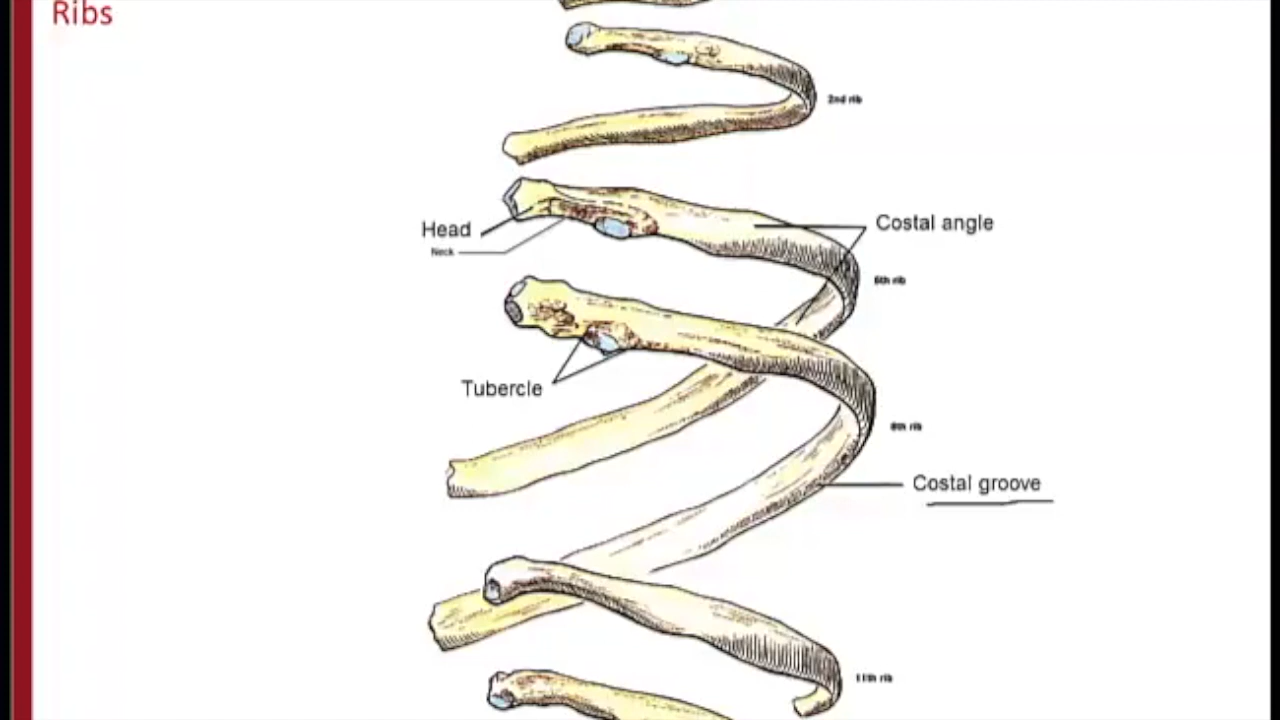 Ribs
2nd rib
Head
Neck
Costal angle
Tubercle
Costal groove
11th rib